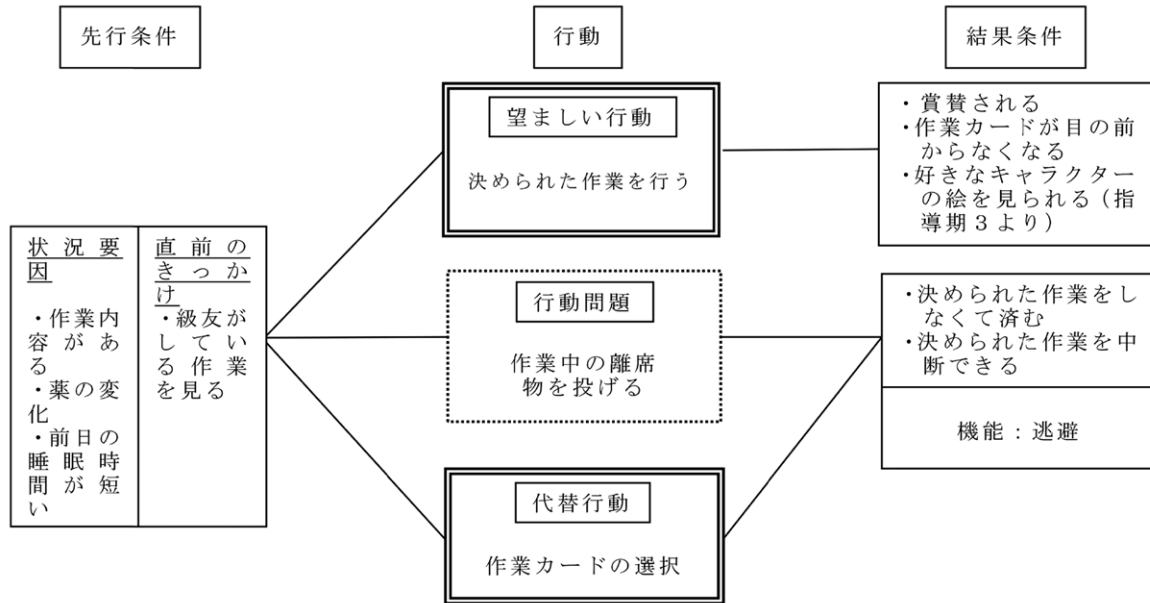 先行条件
行動
結果条件
望ましい行動
決められた作業を行う
・賞賛される
・作業カードが目の前
からなくなる
・好きなキャラクター
の絵を見られる(指
導期3より)
状況要
因
・作業内
容がある
・薬の変
化
・前日の
睡眠時
間が短
い
直前の
きっか
け
・級友が
してい
る作業
を見る
行動問題
作業中の離席
物を投げる
・決められた作業をし
なくて済む
・決められた作業を中
断できる
機能:逃避
代替行動
作業カードの選択